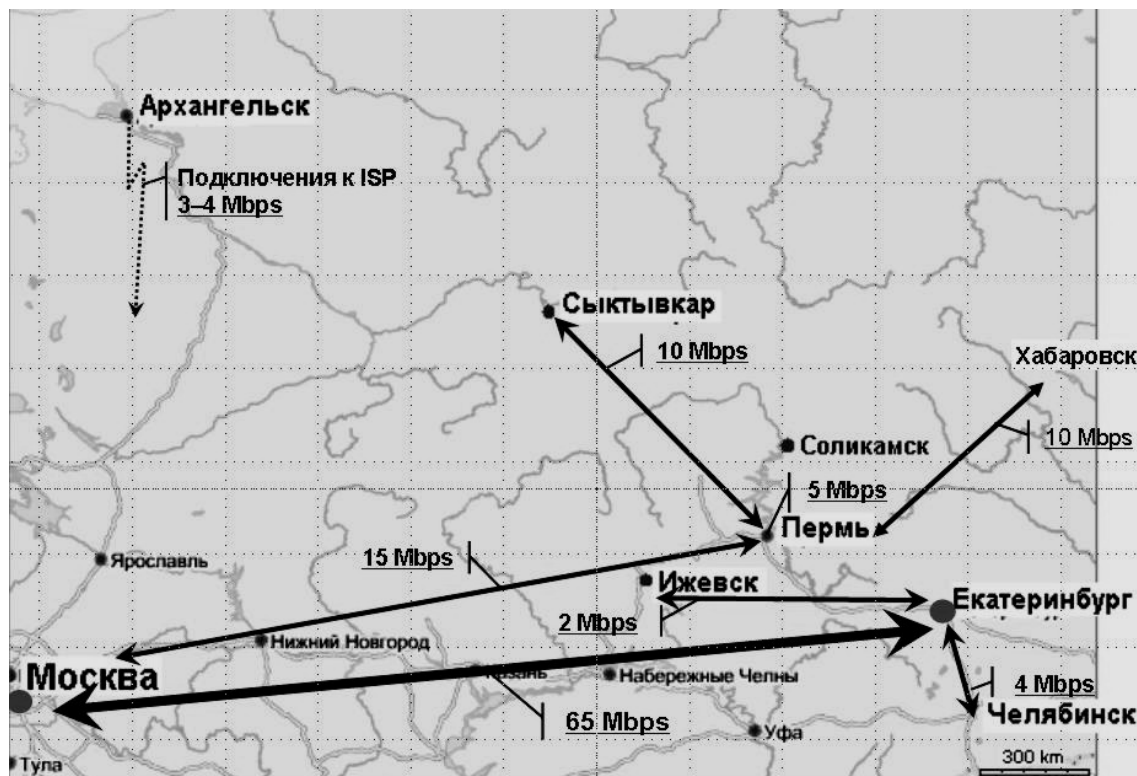 Архангельск
Подключения к ISP
3–4 Mbps
Сыктывкар
10 Mbps
Хабаровск
10 Mbps
Соликамск
5 Mbps
Пермь
15 Mbps
Ярославль
Ижевск
2 Mbps
Екатеринбург
Нижний Новгород
Москва
Набережные Челны
65 Mbps
4 Mbps
Челябинск
Уфа
Тула
300 km